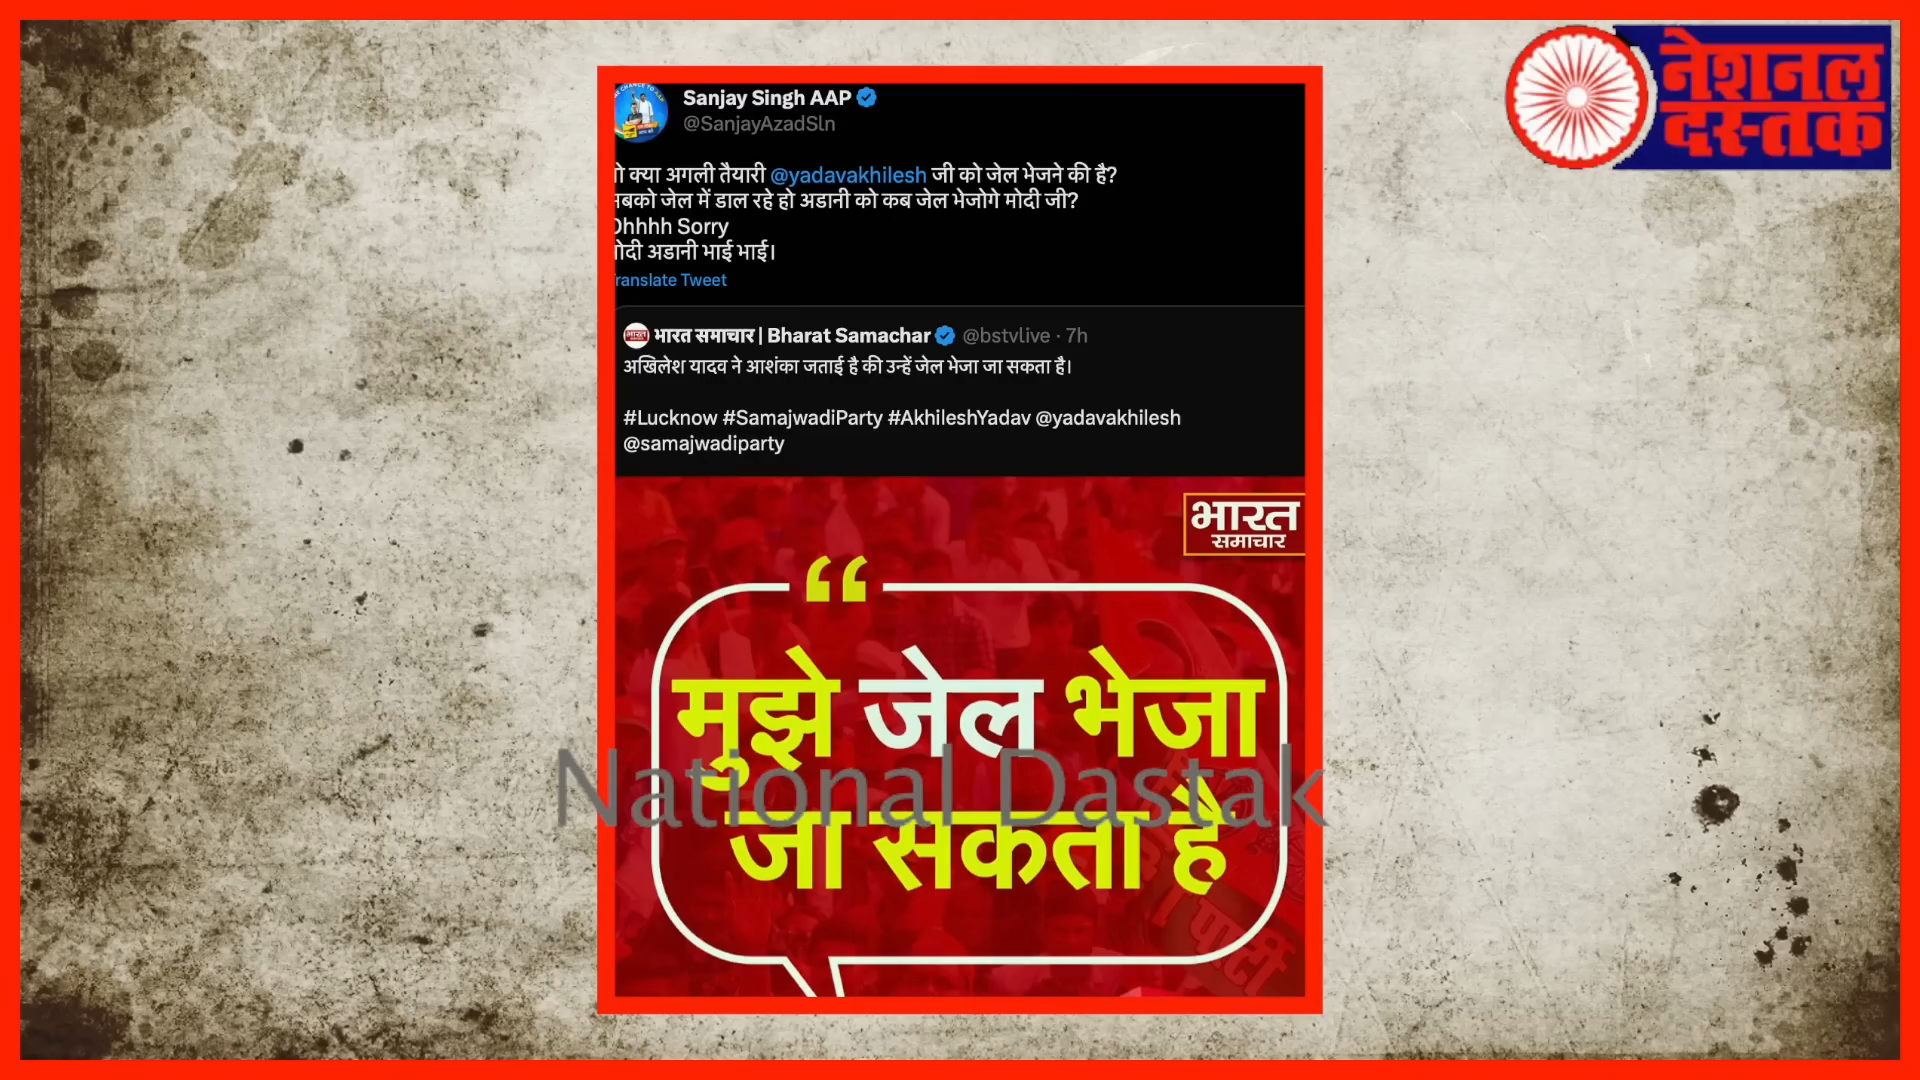 नेशनल
दस्तक
Sanjay Singh AAP
@SanjayAzadSln
क्या अगली तैयारी @yadavakhilesh जी को जेल भेजने की है?
जेल में डाल रहे हो अडानी को कब जेल भेजोगे मोदी जी?
Ohhhh Sorry
अडानी भाई भाई।
ranslate Tweet
भारत समाचार | Bharat Samachar @bstvlive · 7h
अखिलेश यादव ने आशंका जताई है की उन्हें जेल भेजा जा सकता है।
#Lucknow #SamajwadiParty #AkhileshYadav @yadavakhilesh
@samajwadiparty
भारत
समाचार
“
मुझे जेल भेजा
National Dastak
जा सकता है
पार्टी